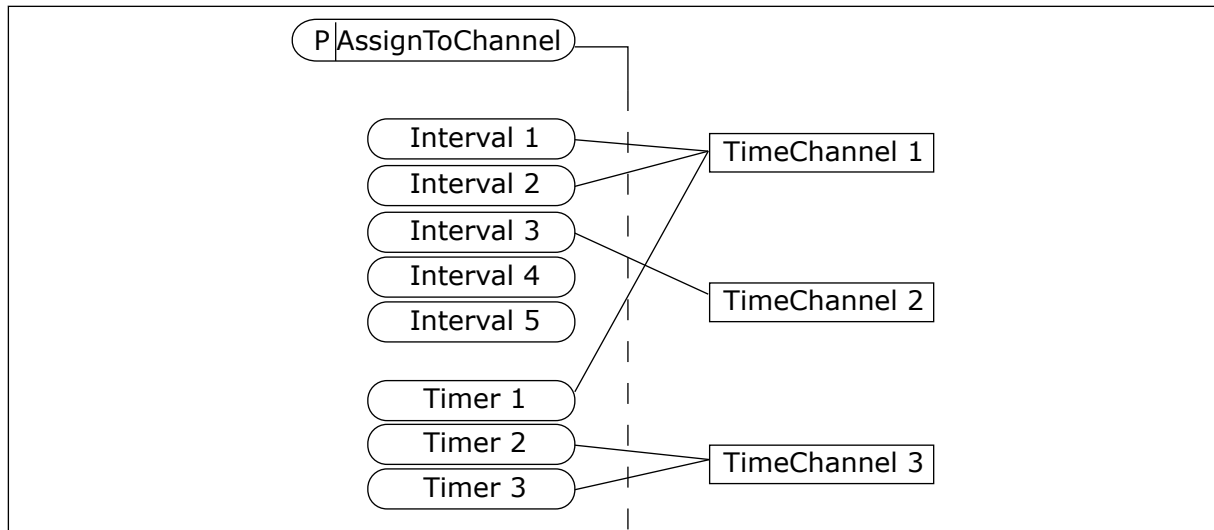 P AssignToChannel
Interval 1
TimeChannel 1
Interval 2
Interval 3
Interval 4
TimeChannel 2
Interval 5
Timer 1
Timer 2
TimeChannel 3
Timer 3